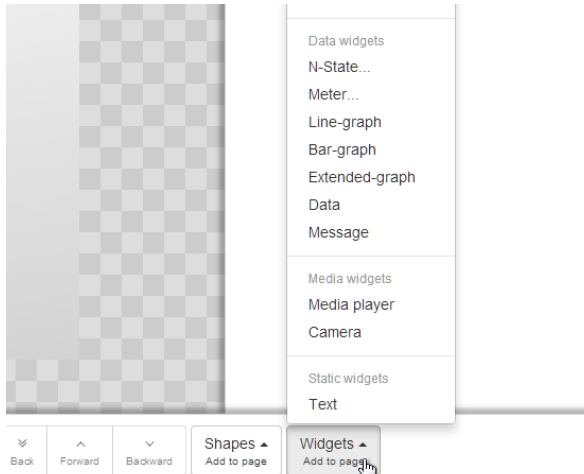 Data widgets
N-State...
Meter...
Line-graph
Bar-graph
Extended-graph
Data
Message
Media widgets
Media player
Camera
Static widgets
Text
Back
Forward
Backward
Shapes
Add to page
Widgets
Add to page